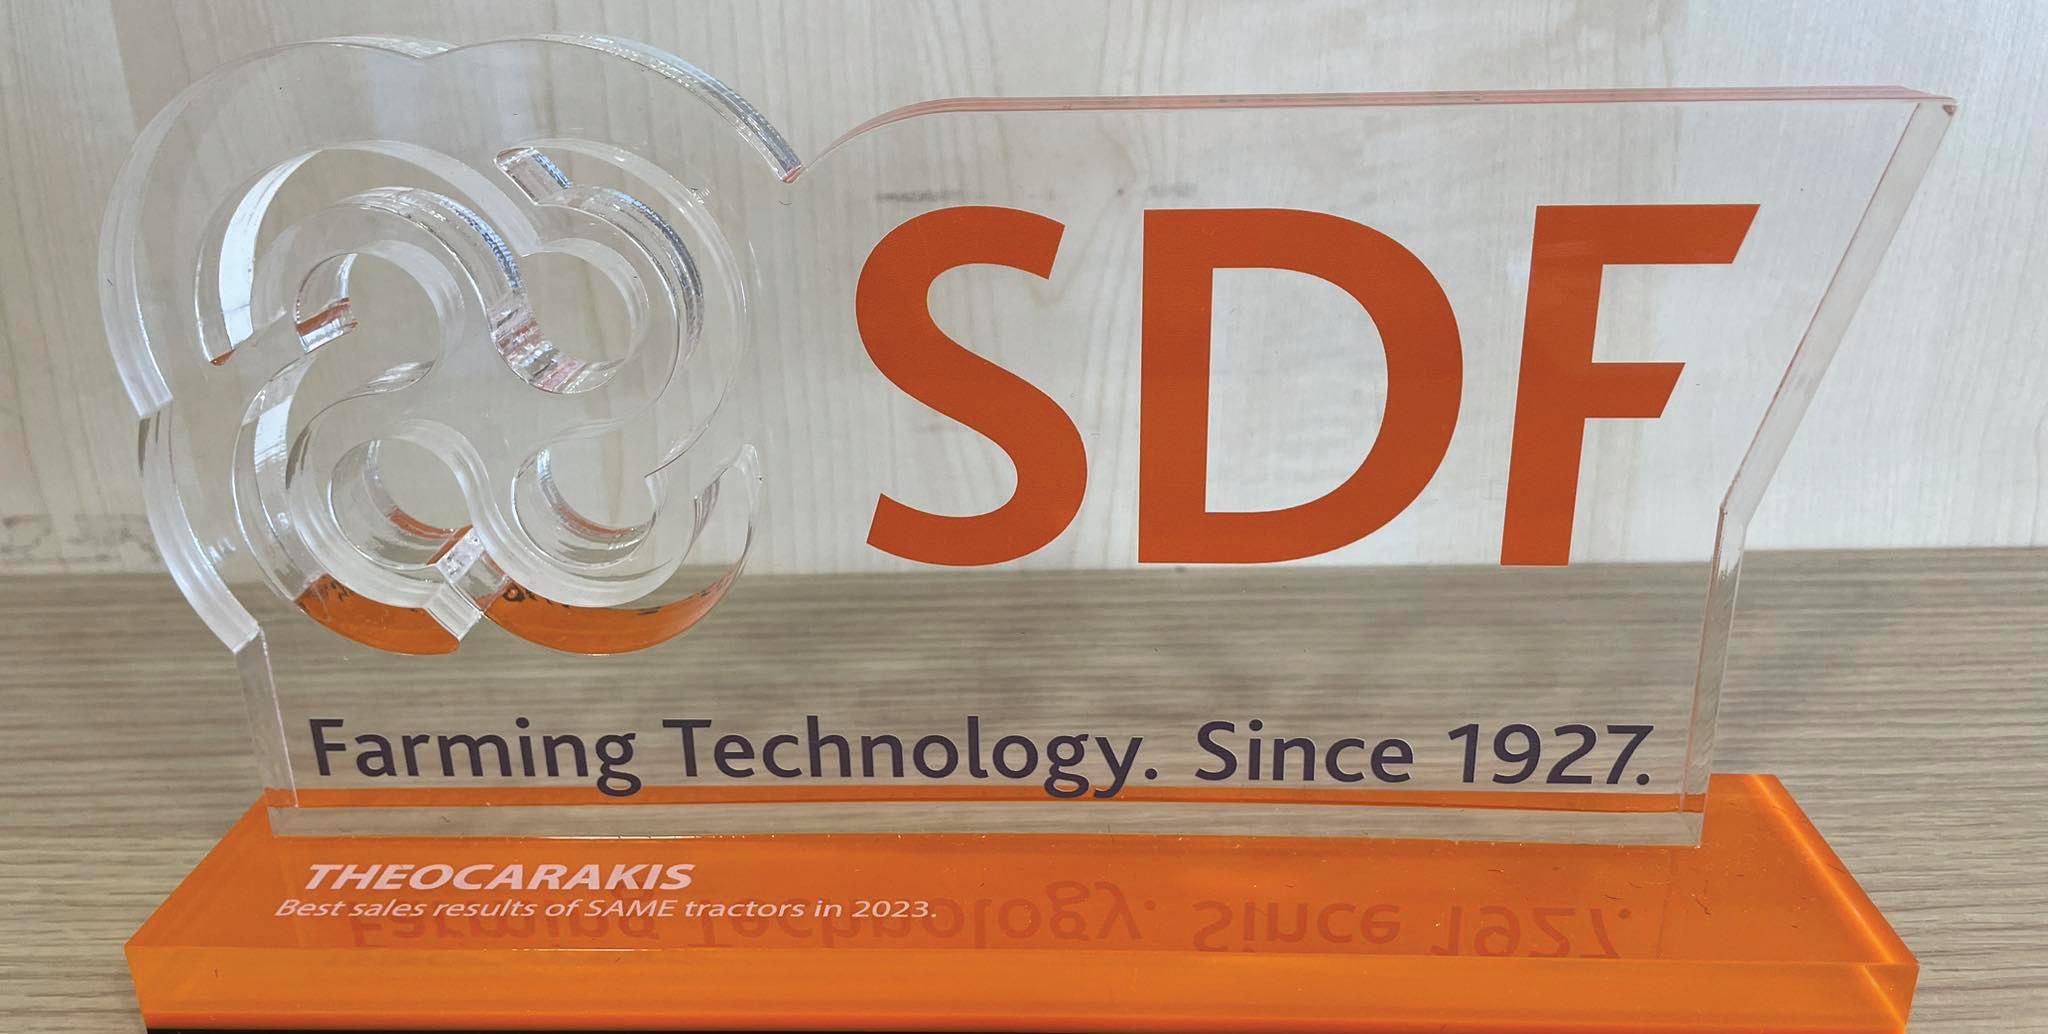 SDF
Farming Technology. Since 1927.
THEOCARAKIS
Best sales results of SAME tractors in 2023.